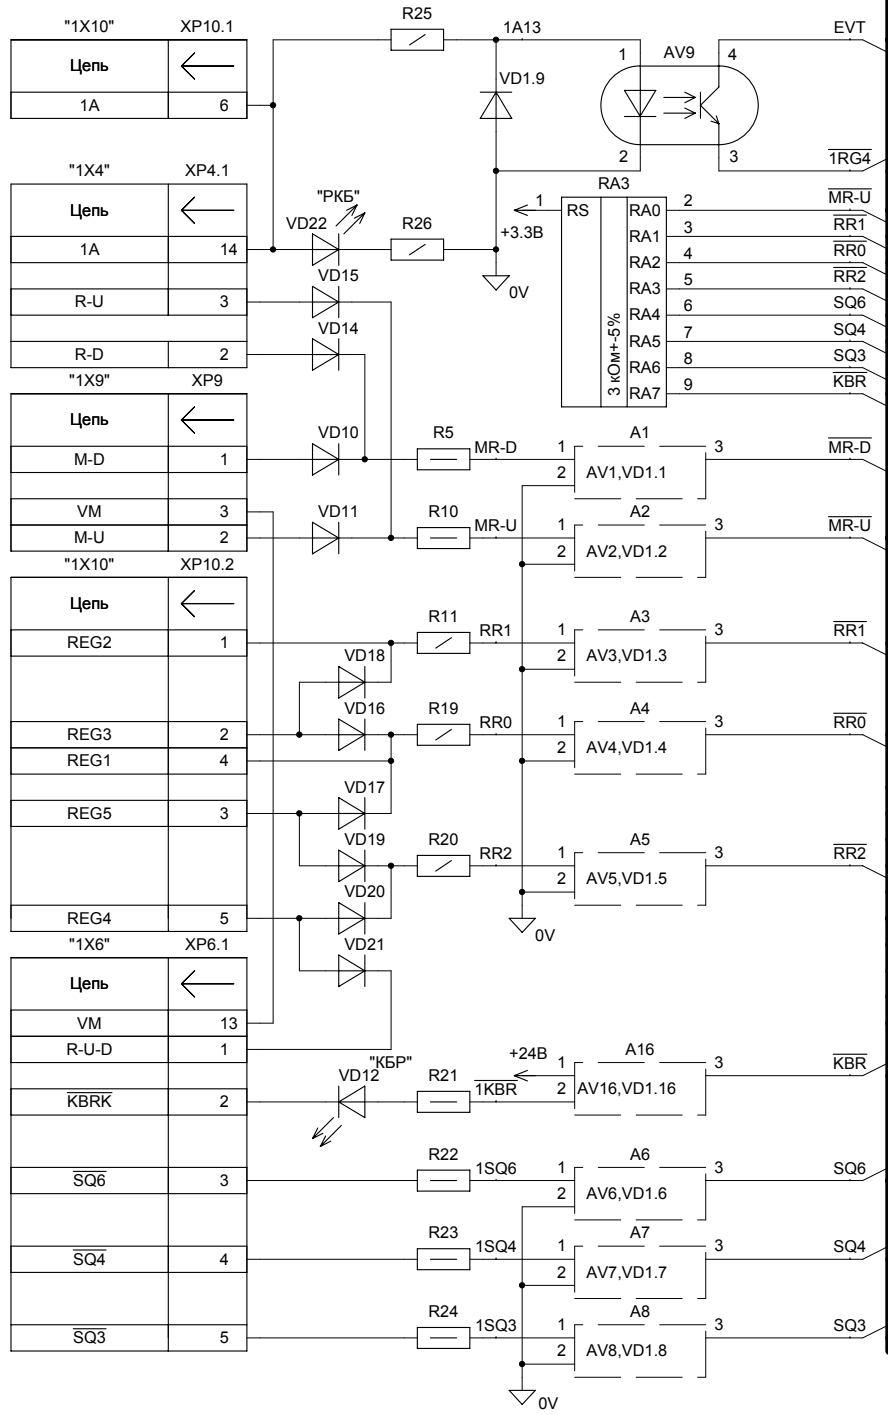 R25
"1X10" XP10.1 1A13 EVT
Цепь 1 AV9 4
VD1.9
1A 6
2 3 1RG4
"1X4" XP4.1 RA3
Цепь "РКБ" 1 RS RA0 2 MR-U
VD22 R26 +3.3В RA1 3 RR1
1A 14 RA2 4 RR0
VD15 0V RA3 5 RR2
R-U 3 RA4 6 SQ6
VD14 RA5 7 SQ4
R-D 2 RA6 8 SQ3
"1X9" XP9 3 кОм+-5% RA7 9 KBR
Цепь VD10 R5 MR-D A1
M-D 1 1 3 MR-D
2 AV1,VD1.1
VM 3 VD11 R10 MR-U A2
M-U 2 1 3 MR-U
2 AV2,VD1.2
"1X10" XP10.2
Цепь
R11 RR1 A3
REG2 1 1 3 RR1
VD18 2 AV3,VD1.3
VD16 R19 RR0 A4
REG3 2 1 3 RR0
REG1 4 2 AV4,VD1.4
VD17
REG5 3
VD19 R20 RR2 A5
1 3 RR2
VD20 2 AV5,VD1.5
REG4 5 0V
"1X6" XP6.1 VD21
Цепь
VM 13
R-U-D 1 +24В A16
"КБР" 1 3 KBR
VD12 R21 1KBR 2 AV16,VD1.16
KBRK 2
R22 1SQ6 A6
SQ6 3 1 3 SQ6
2 AV6,VD1.6
R23 1SQ4 A7
SQ4 4 1 3 SQ4
2 AV7,VD1.7
R24 1SQ3 A8
SQ3 5 1 3 SQ3
2 AV8,VD1.8
0V